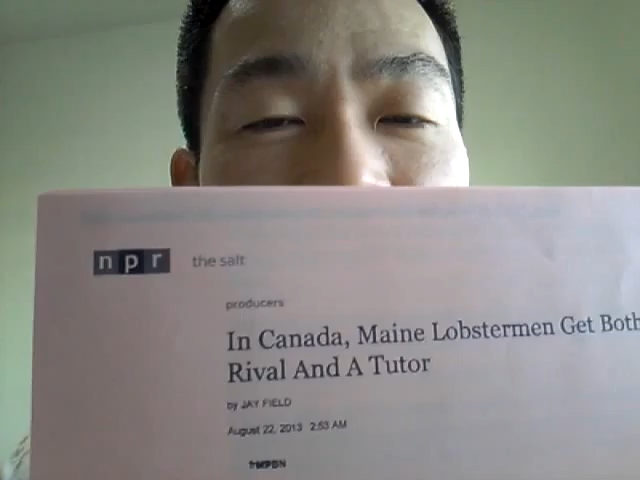 npr the salt
producers
In Canada, Maine Lobstermen Get Both
Rival And A Tutor
by JAY FIELD
August 22, 2013 2:53 AM
MPBN